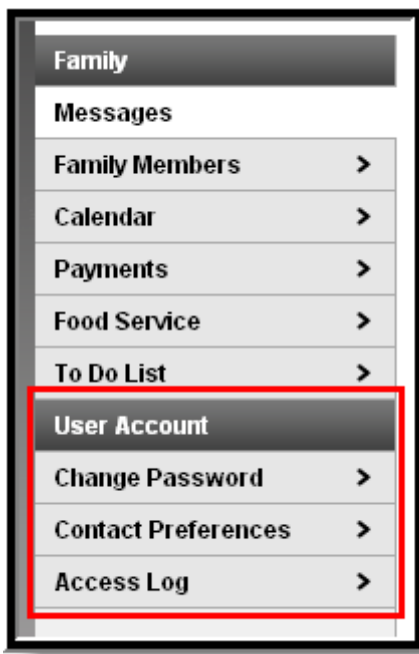 Family
Messages
Family Members >
Calendar >
Payments >
Food Service >
To Do List >
User Account
Change Password >
Contact Preferences >
Access Log >